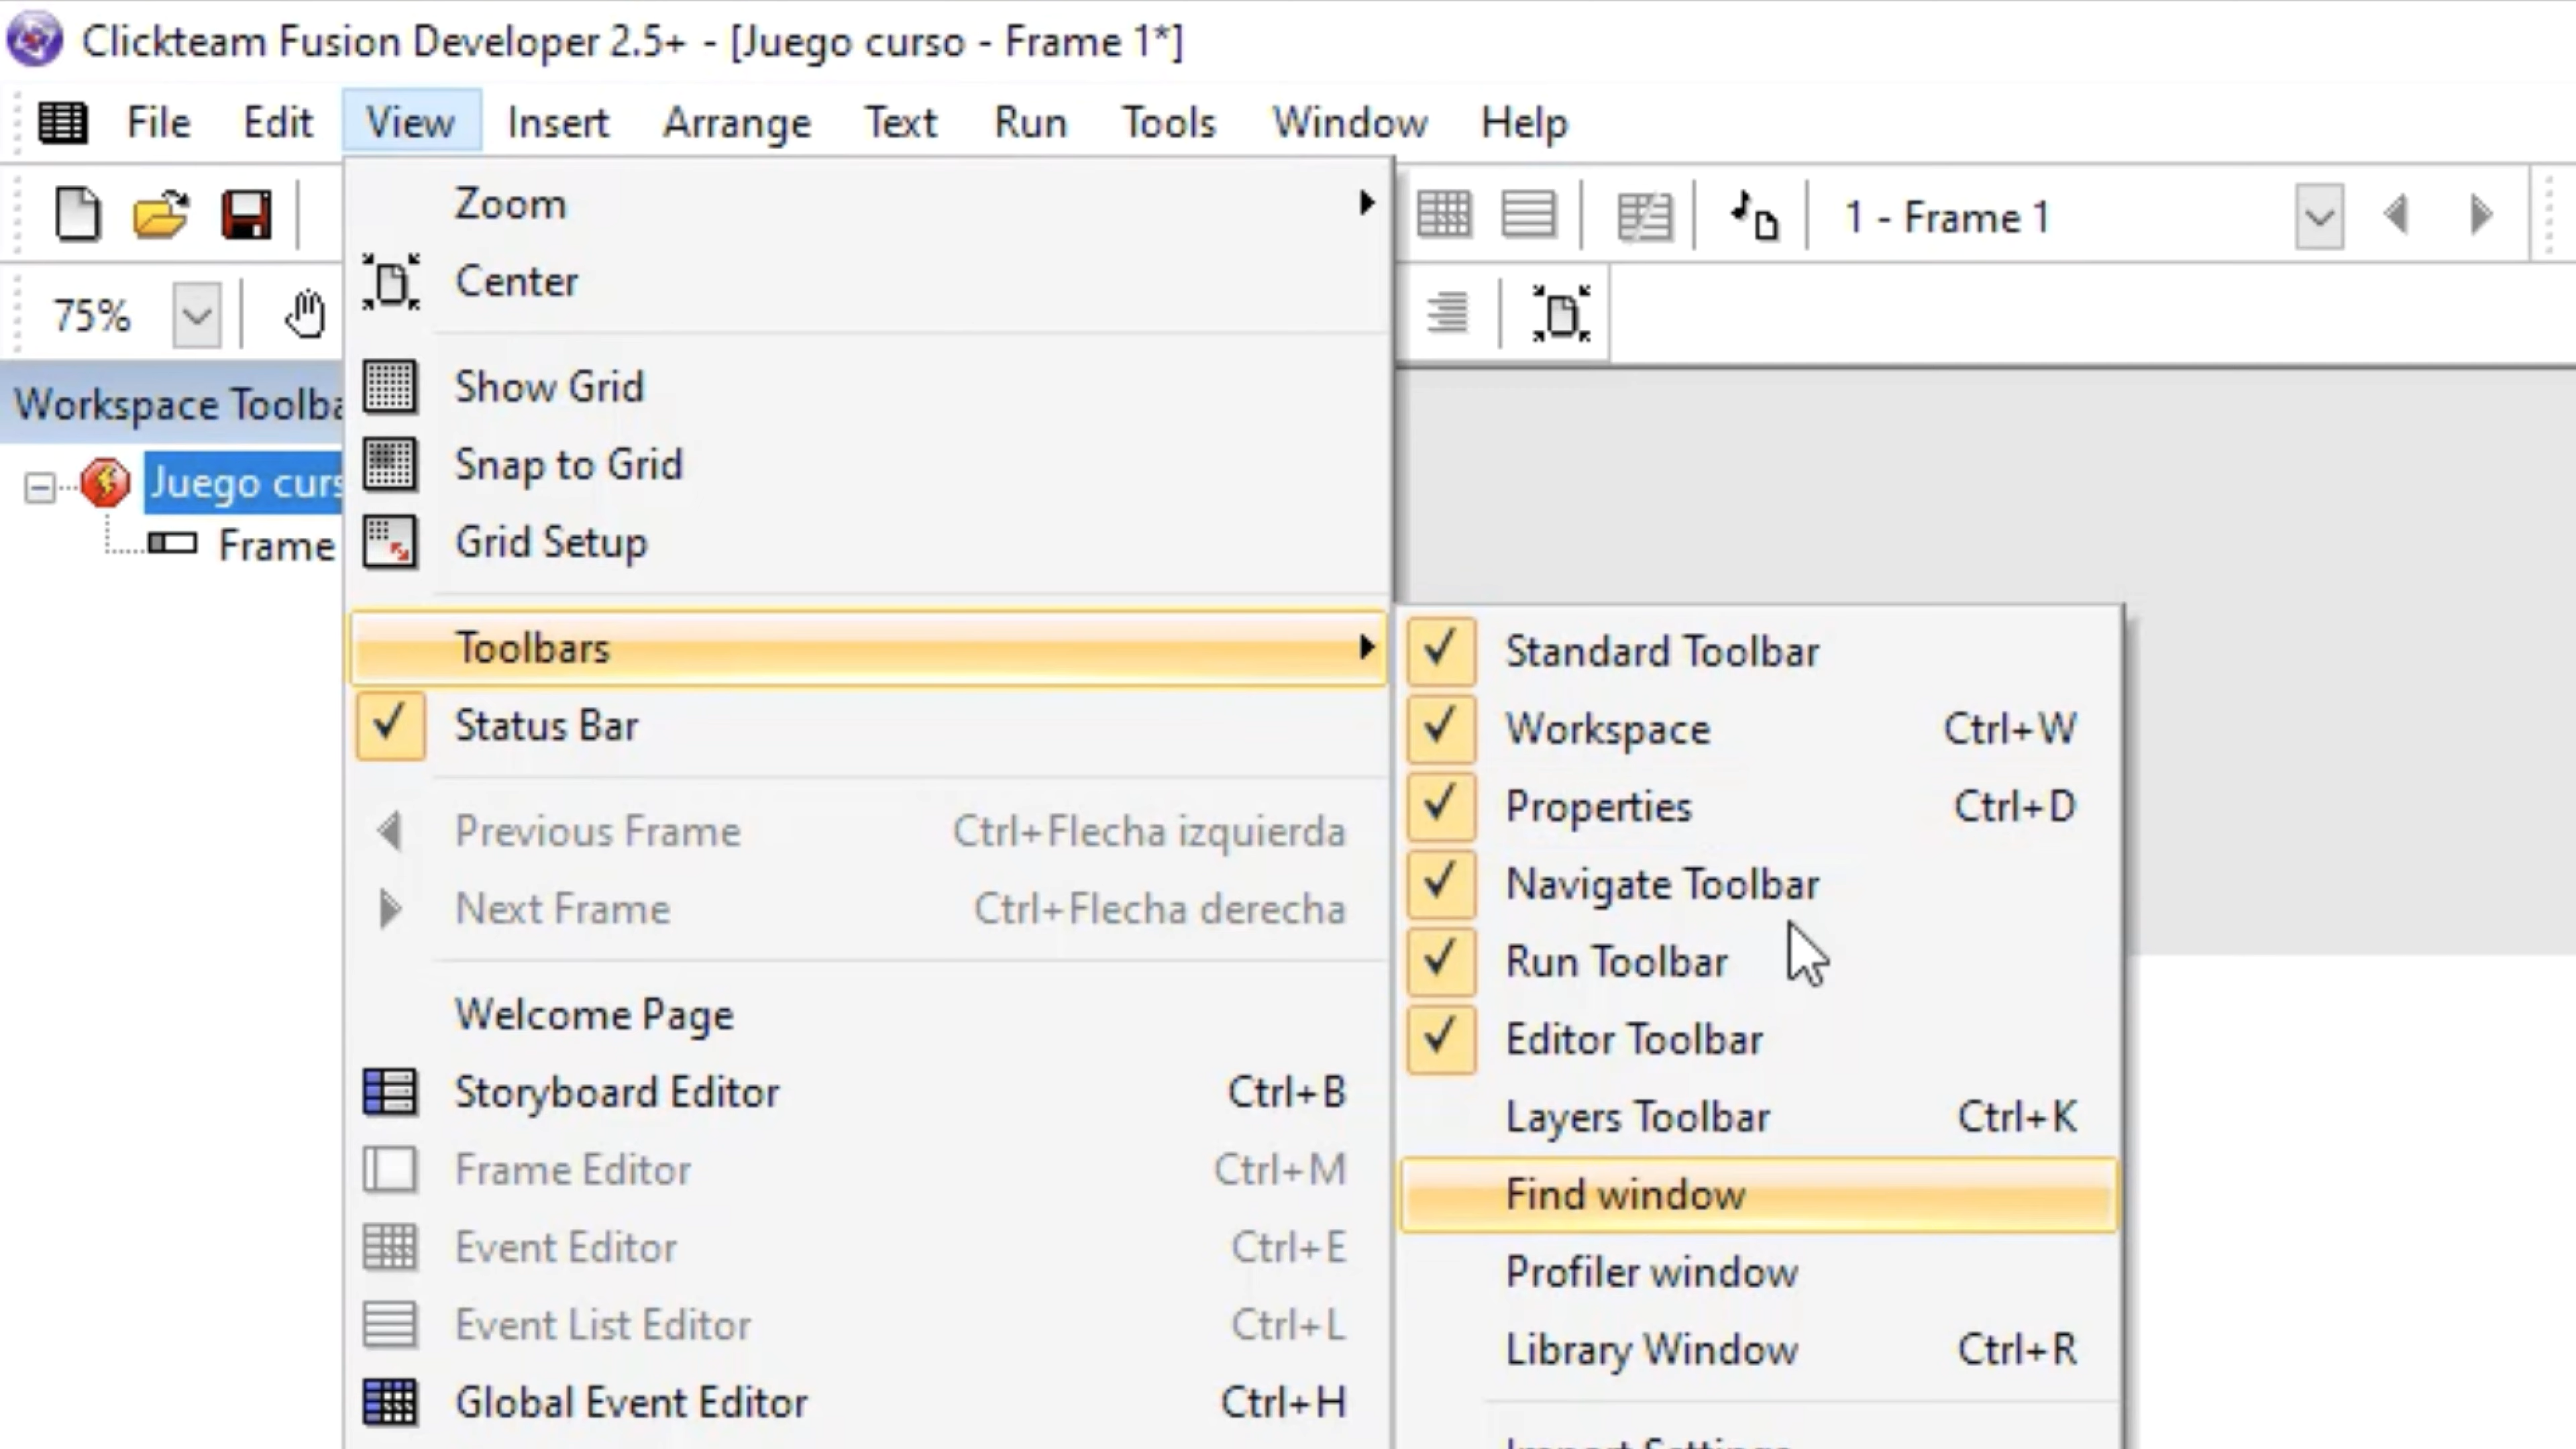 Clickteam Fusion Developer 2.5+ - [Juego curso - Frame 1*]
File Edit View Insert Arrange Text Run Tools Window Help
1 - Frame 1
75%
Workspace
Juego
Frame
Zoom
Center
Show Grid
Snap to Grid
Grid Setup
Toolbars
Status Bar
Previous Frame Ctrl+Flecha izquierda
Next Frame Ctrl+Flecha derecha
Welcome Page
Storyboard Editor Ctrl+B
Frame Editor Ctrl+M
Event Editor Ctrl+E
Event List Editor Ctrl+L
Global Event Editor Ctrl+H
Standard Toolbar
Workspace Ctrl+W
Properties Ctrl+D
Navigate Toolbar
Run Toolbar
Editor Toolbar
Layers Toolbar Ctrl+K
Find window
Profiler window
Library Window Ctrl+R